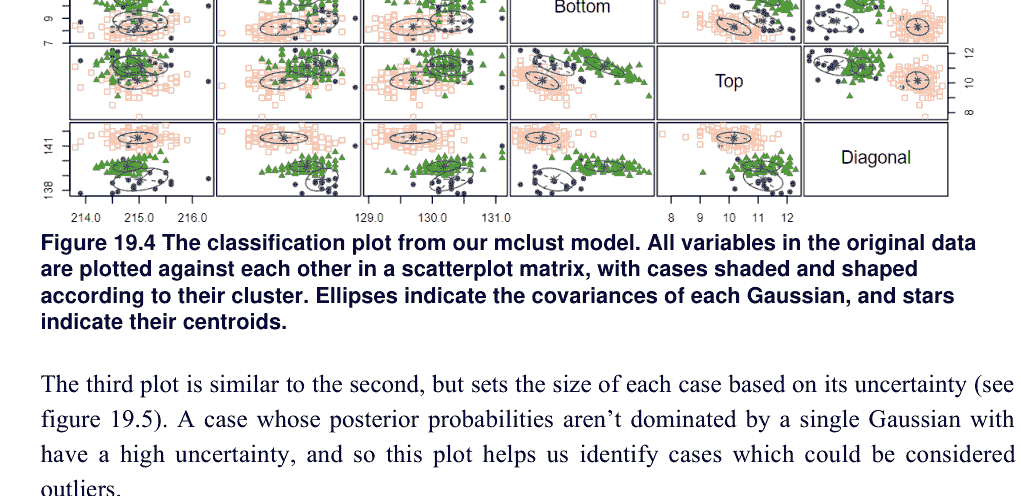 Bottom
9
7
Top
12
10
8
Diagonal
141
138
214.0 215.0 216.0 129.0 130.0 131.0 8 9 10 11 12
7 8 9 10 11 12
Figure 19.4 The classification plot from our mclust model. All variables in the original data
are plotted against each other in a scatterplot matrix, with cases shaded and shaped
according to their cluster. Ellipses indicate the covariances of each Gaussian, and stars
indicate their centroids.
The third plot is similar to the second, but sets the size of each case based on its uncertainty (see
figure 19.5). A case whose posterior probabilities aren’t dominated by a single Gaussian with
have a high uncertainty, and so this plot helps us identify cases which could be considered
outliers.